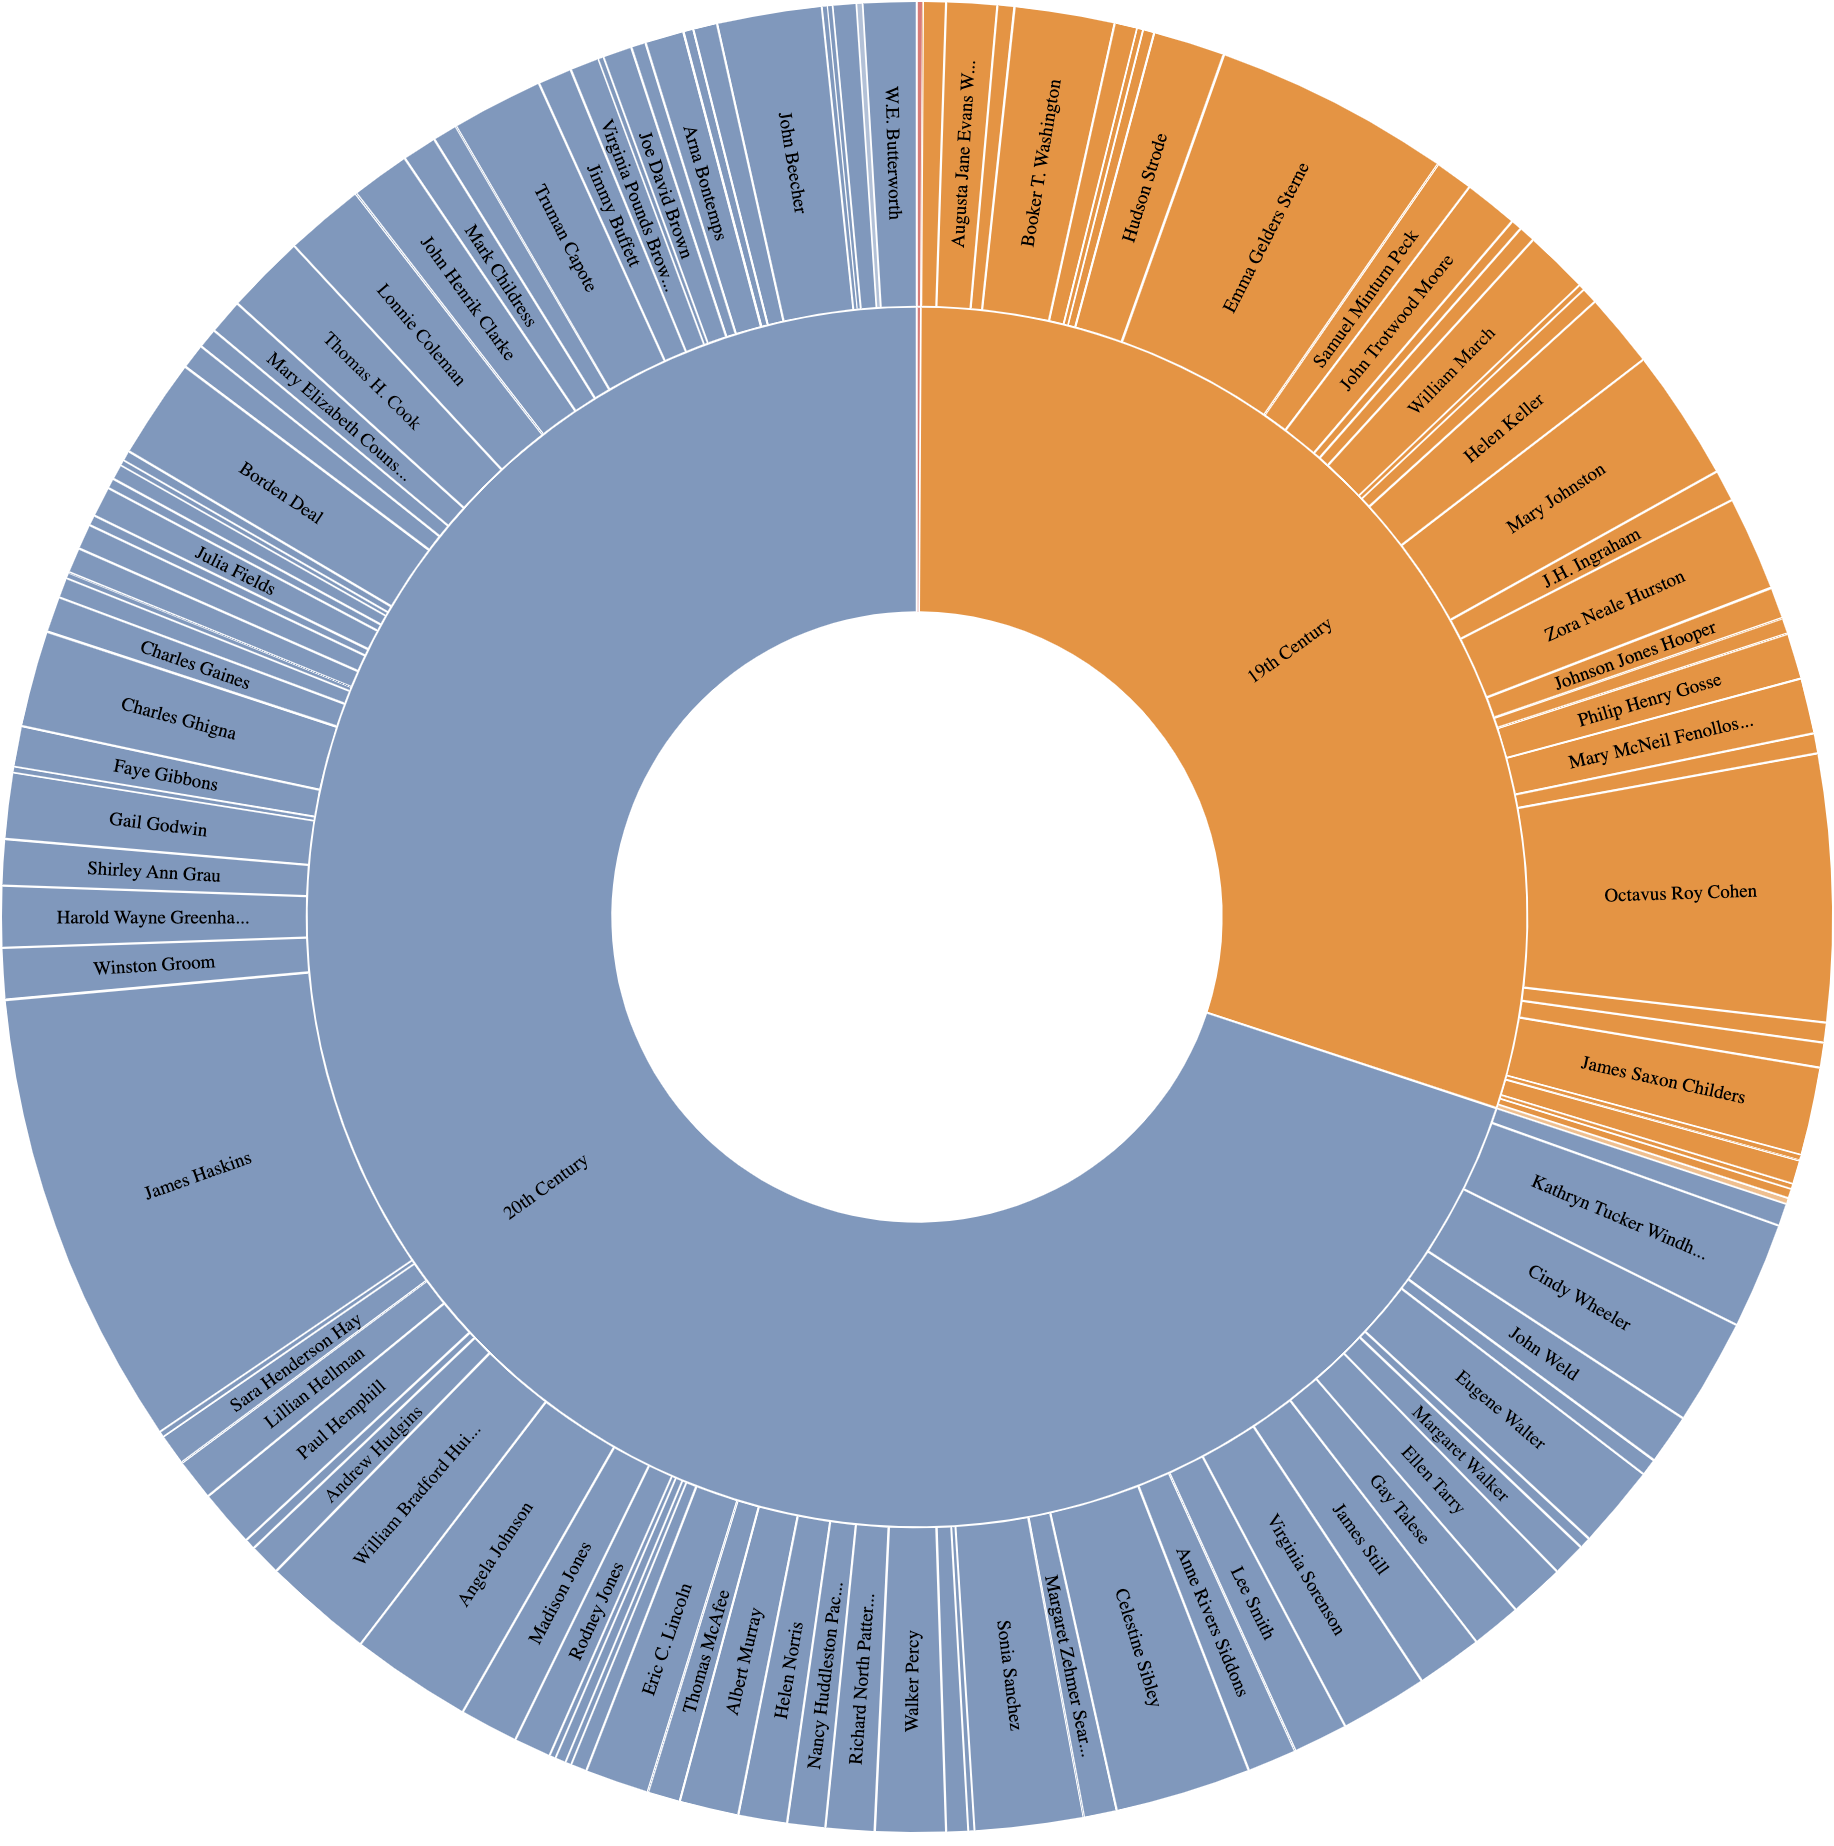 19th Century
20th Century
Augusta Jane Evans W...
Booker T. Washington
Hudson Strode
Emma Gelders Sterne
Samuel Minturn Peck
John Trotwood Moore
William March
Helen Keller
Mary Johnston
J.H. Ingraham
Zora Neale Hurston
Johnson Jones Hooper
Philip Henry Gosse
Mary McNeil Fenollos...
Octavus Roy Cohen
James Saxon Childers
Kathryn Tucker Windh...
Cindy Wheeler
John Weld
Eugene Walter
Margaret Walker
Ellen Tarry
Gay Talese
James Still
Virginia Sorenson
Lee Smith
Anne Rivers Siddons
Celestine Sibley
Margaret Zehmer Sear...
Sonia Sanchez
Walker Percy
Richard North Patter...
Nancy Huddleston Pac...
Helen Norris
Albert Murray
Thomas McAfee
Eric C. Lincoln
Rodney Jones
Madison Jones
Angela Johnson
William Bradford Hui...
Andrew Hudgins
Paul Hemphill
Lillian Hellman
Sara Henderson Hay
James Haskins
Winston Groom
Harold Wayne Greenha...
Shirley Ann Grau
Gail Godwin
Faye Gibbons
Charles Ghigna
Charles Gaines
Julia Fields
Borden Deal
Mary Elizabeth Couns...
Thomas H. Cook
Lonnie Coleman
John Henrik Clarke
Mark Childress
Truman Capote
Jimmy Buffett
Virginia Pounds Brow...
Joe David Brown
Arna Bontemps
John Beecher
W.E. Butterworth